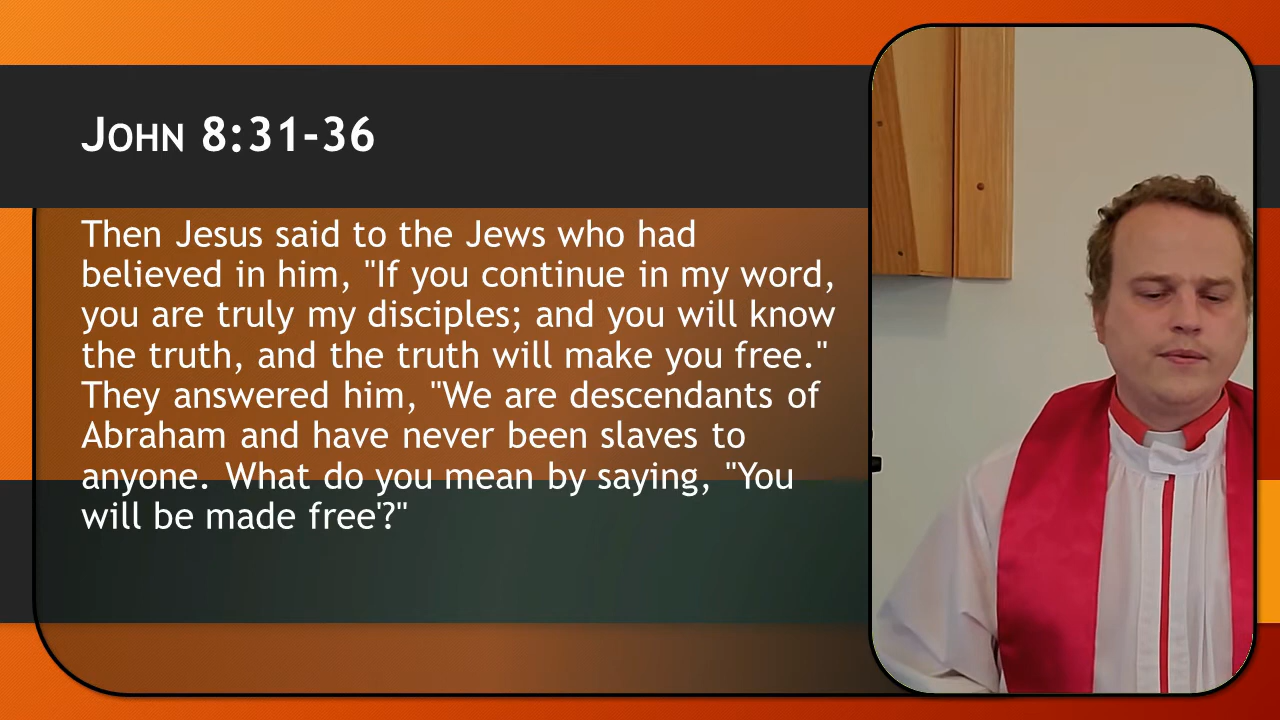 John 8:31-36
Then Jesus said to the Jews who had
believed in him, "If you continue in my word,
you are truly my disciples; and you will know
the truth, and the truth will make you free."
They answered him, "We are descendants of
Abraham and have never been slaves to
anyone. What do you mean by saying, "You
will be made free'?"